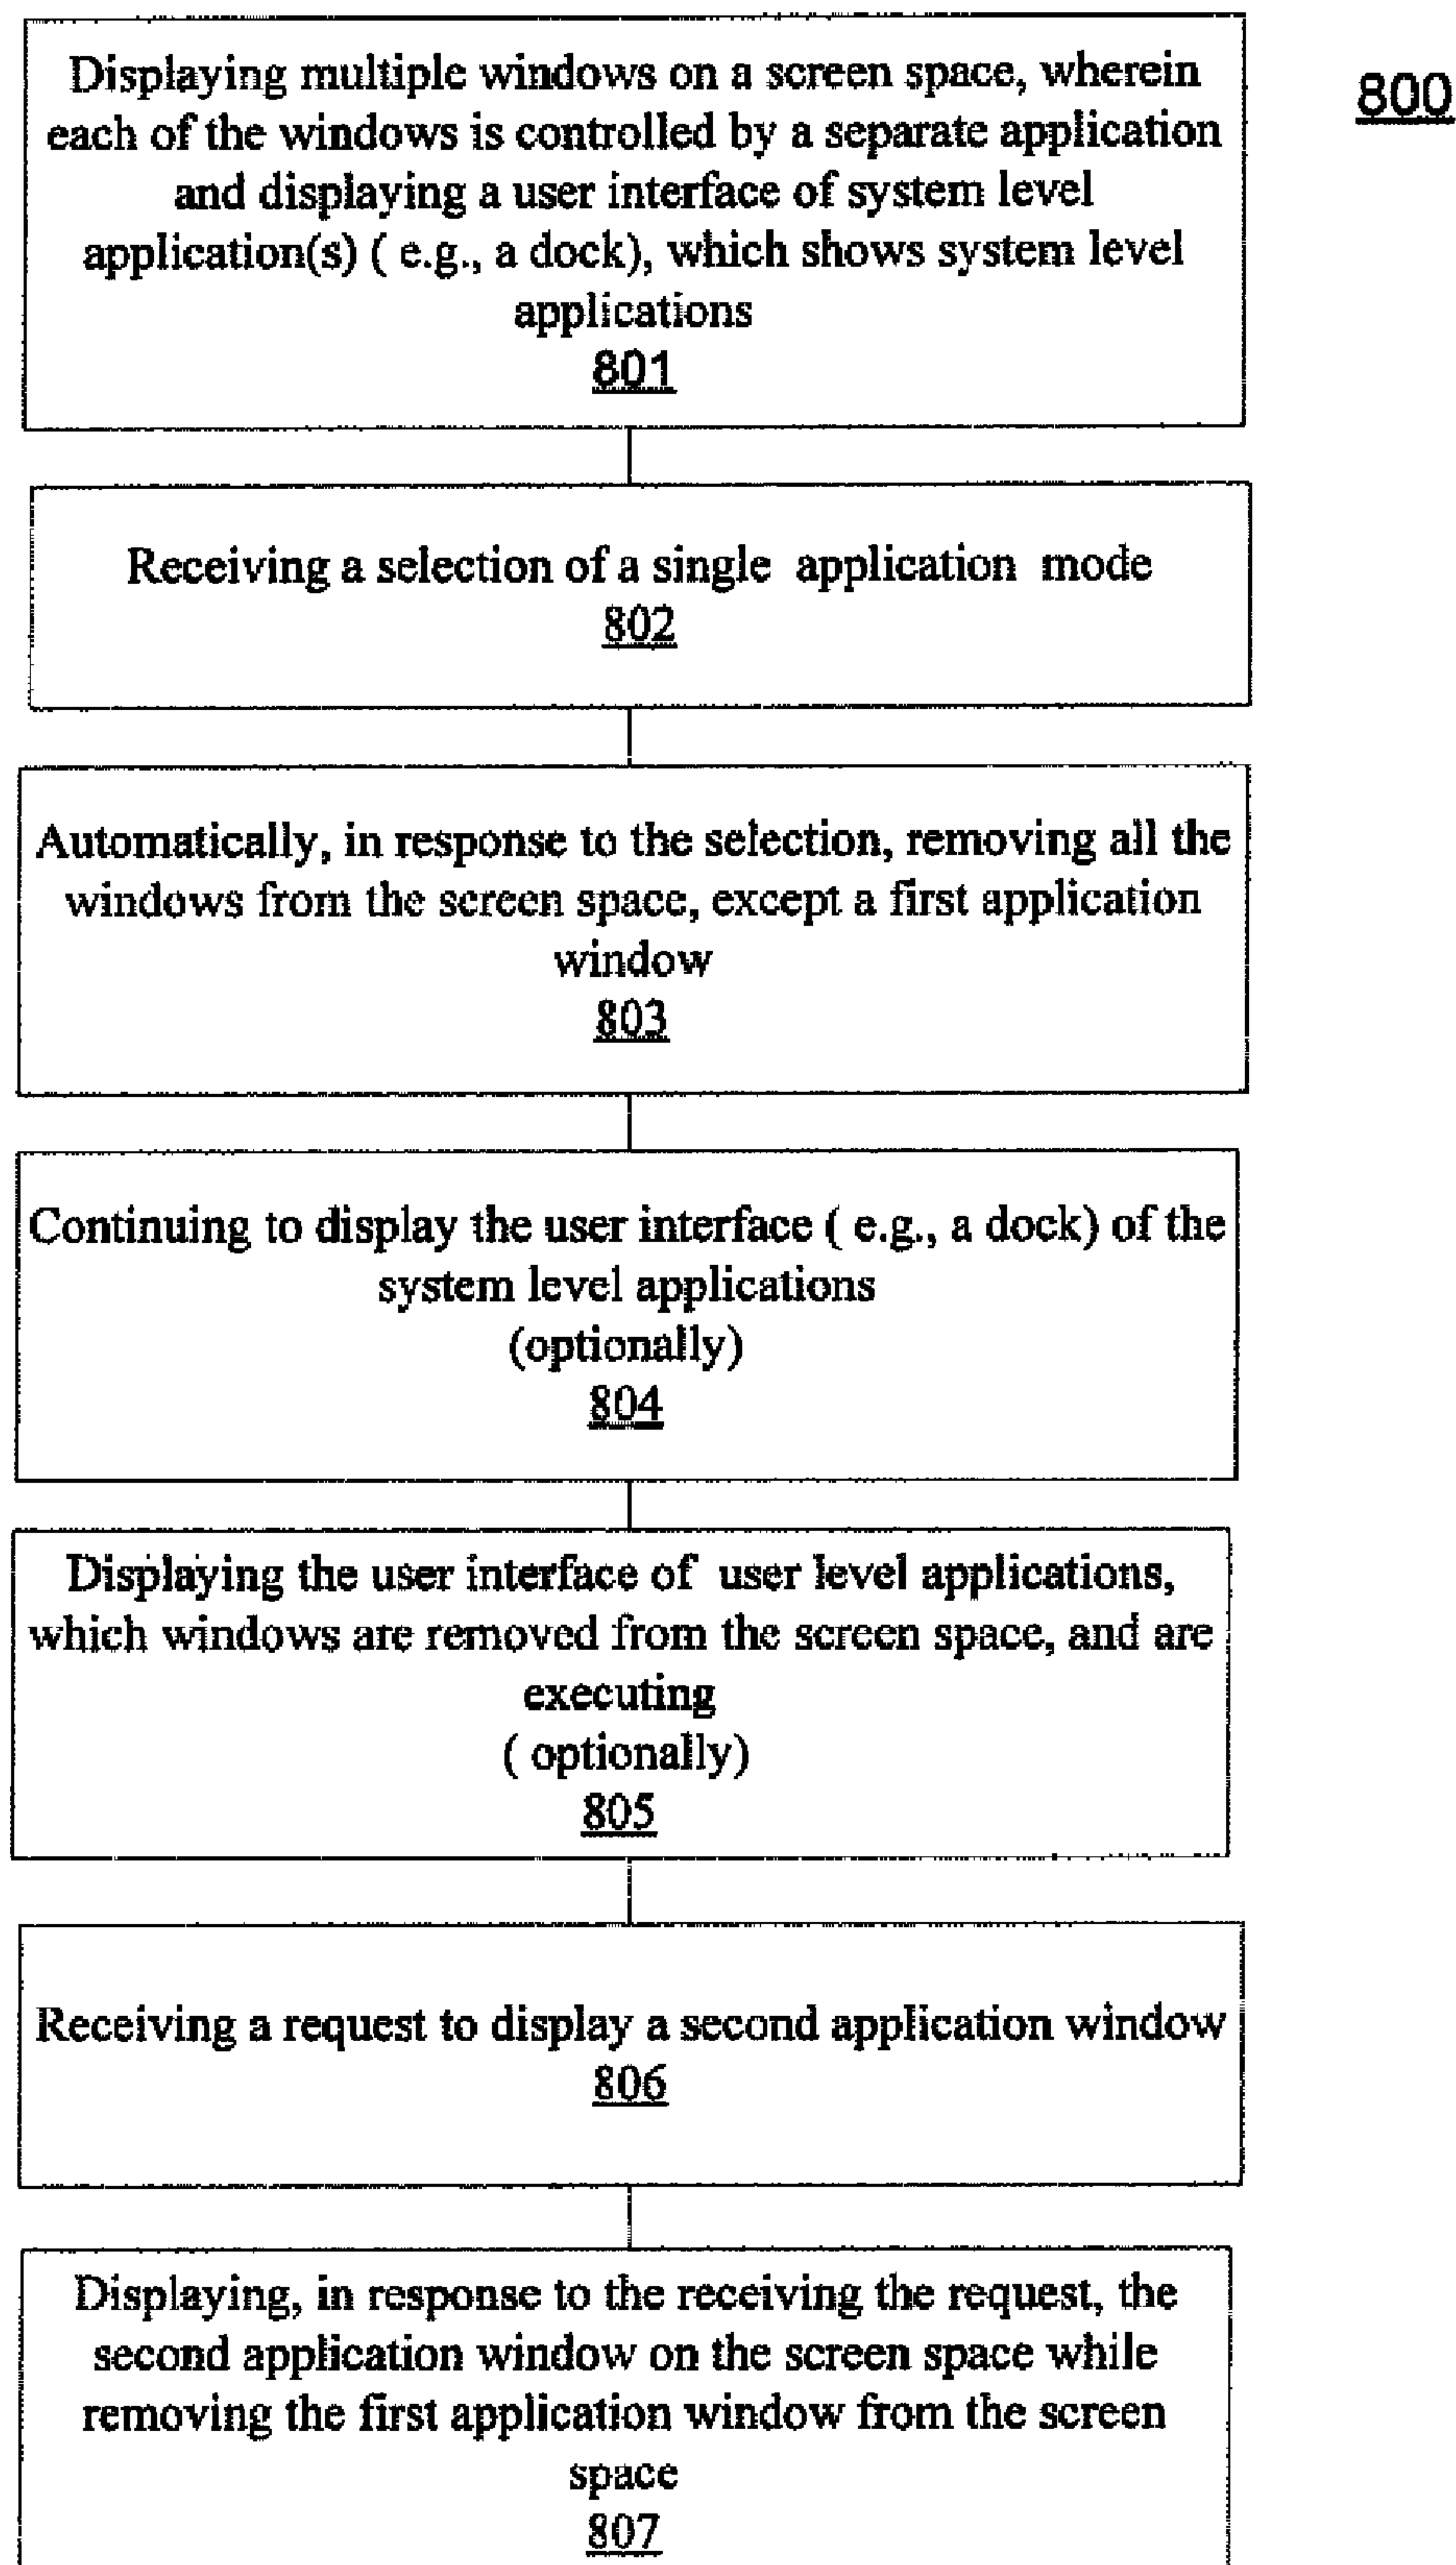 800
Displaying multiple windows on a screen space, wherein
each of the windows is controlled by a separate application
and displaying a user interface of system level
application(s) ( e.g., a dock), which shows system level
applications
801
Receiving a selection of a single application mode
802
Automatically, in response to the selection, removing all the
windows from the screen space, except a first application
window
803
Continuing to display the user interface ( e.g., a dock) of the
system level applications
(optionally)
804
Displaying the user interface of user level applications,
which windows are removed from the screen space, and are
executing
( optionally)
805
Receiving a request to display a second application window
806
Displaying, in response to the receiving the request, the
second application window on the screen space while
removing the first application window from the screen
space
807